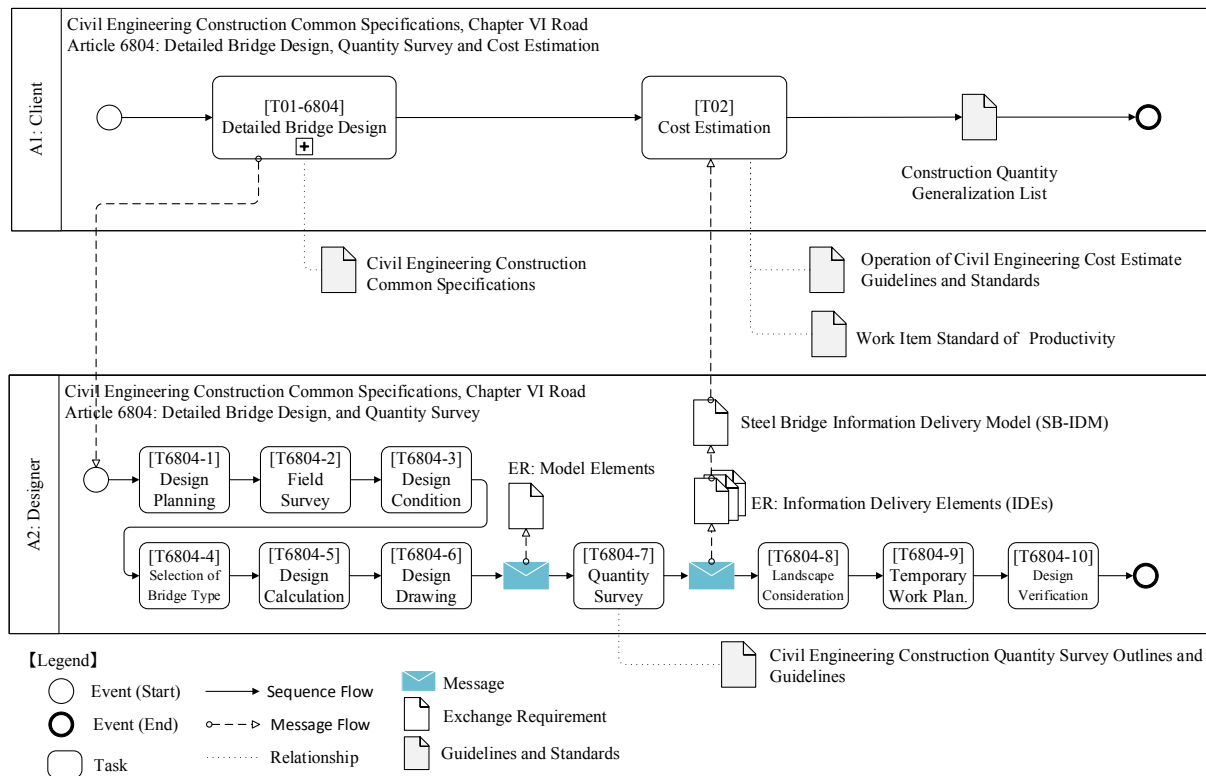 A1: Client
Civil Engineering Construction Common Specifications, Chapter VI Road
Article 6804: Detailed Bridge Design, Quantity Survey and Cost Estimation
[T01-6804]
Detailed Bridge Design
[T02]
Cost Estimation
Construction Quantity
Generalization List
Civil Engineering Construction
Common Specifications
Operation of Civil Engineering Cost Estimate
Guidelines and Standards
Work Item Standard of Productivity
A2: Designer
Civil Engineering Construction Common Specifications, Chapter VI Road
Article 6804: Detailed Bridge Design, and Quantity Survey
Steel Bridge Information Delivery Model (SB-IDM)
[T6804-1]
Design
Planning
[T6804-2]
Field
Survey
[T6804-3]
Design
Condition
ER: Model Elements
ER: Information Delivery Elements (IDEs)
[T6804-4]
Selection of
Bridge Type
[T6804-5]
Design
Calculation
[T6804-6]
Design
Drawing
[T6804-7]
Quantity
Survey
[T6804-8]
Landscape
Consideration
[T6804-9]
Temporary
Work Plan.
[T6804-10]
Design
Verification
Civil Engineering Construction Quantity Survey Outlines and
Guidelines
【Legend】
Event (Start)
Event (End)
Task
Sequence Flow
Message Flow
Relationship
Message
Exchange Requirement
Guidelines and Standards